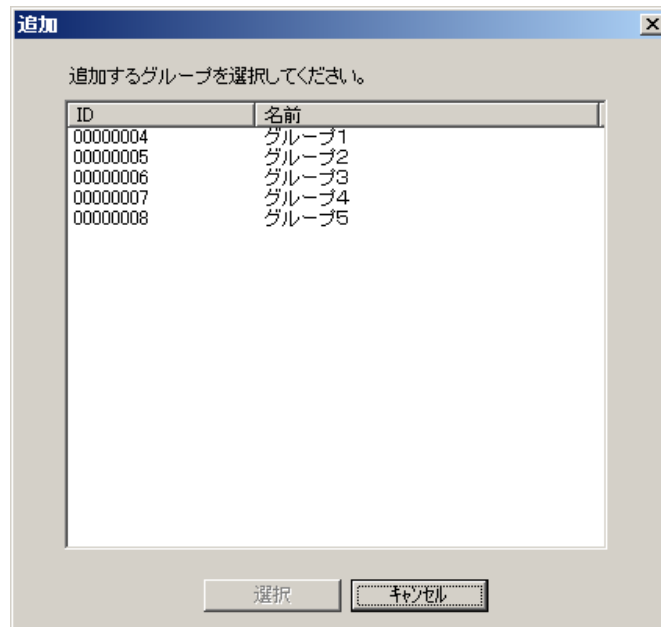 追加
追加するグループを選択してください。
ID 名前
00000004 グループ1
00000005 グループ2
00000006 グループ3
00000007 グループ4
00000008 グループ5
選択 キャンセル